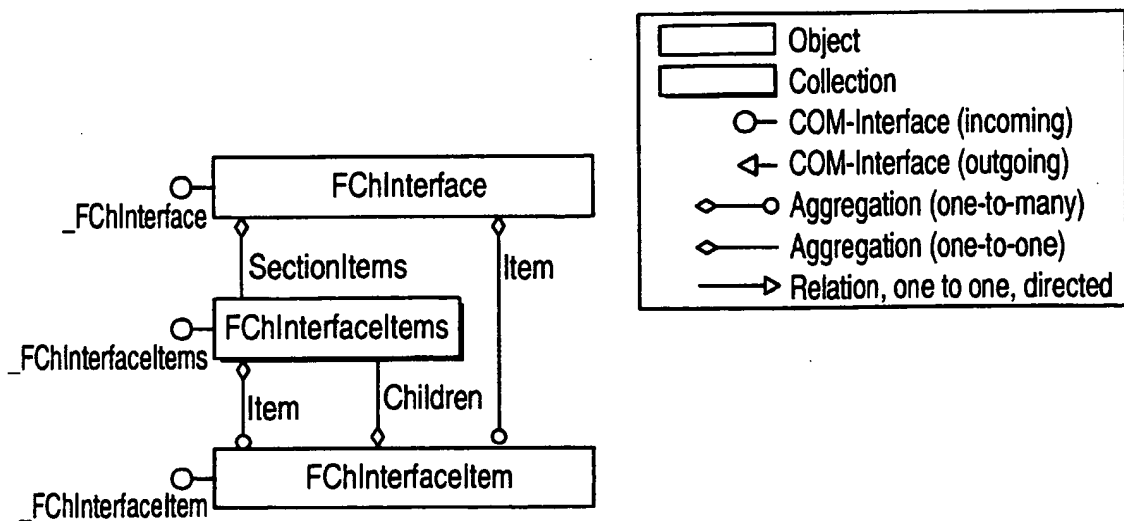 Object
Collection
COM-Interface (incoming)
COM-Interface (outgoing)
Aggregation (one-to-many)
Aggregation (one-to-one)
Relation, one to one, directed
FChInterface
_FChInterface
SectionItems
Item
FChInterfaceItems
_FChInterfaceItems
Item
Children
FChInterfaceItem
_FChInterfaceItem